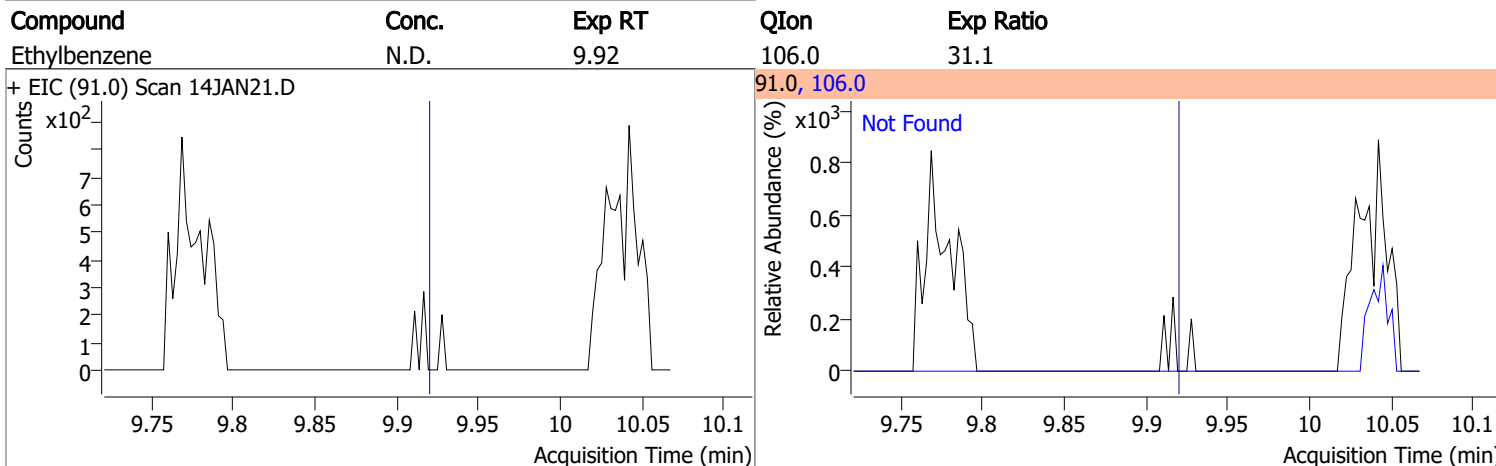 Compound Conc. Exp RT QIon Exp Ratio
Ethylbenzene N.D. 9.92 106.0 31.1
+ EIC (91.0) Scan 14JAN21.D
Counts
x10²
7
6
5
4
3
2
1
0
9.75 9.8 9.85 9.9 9.95 10 10.05 10.1
Acquisition Time (min)
91.0, 106.0
Relative Abundance (%)
x10³
Not Found
0.8
0.6
0.4
0.2
0
9.75 9.8 9.85 9.9 9.95 10 10.05 10.1
Acquisition Time (min)